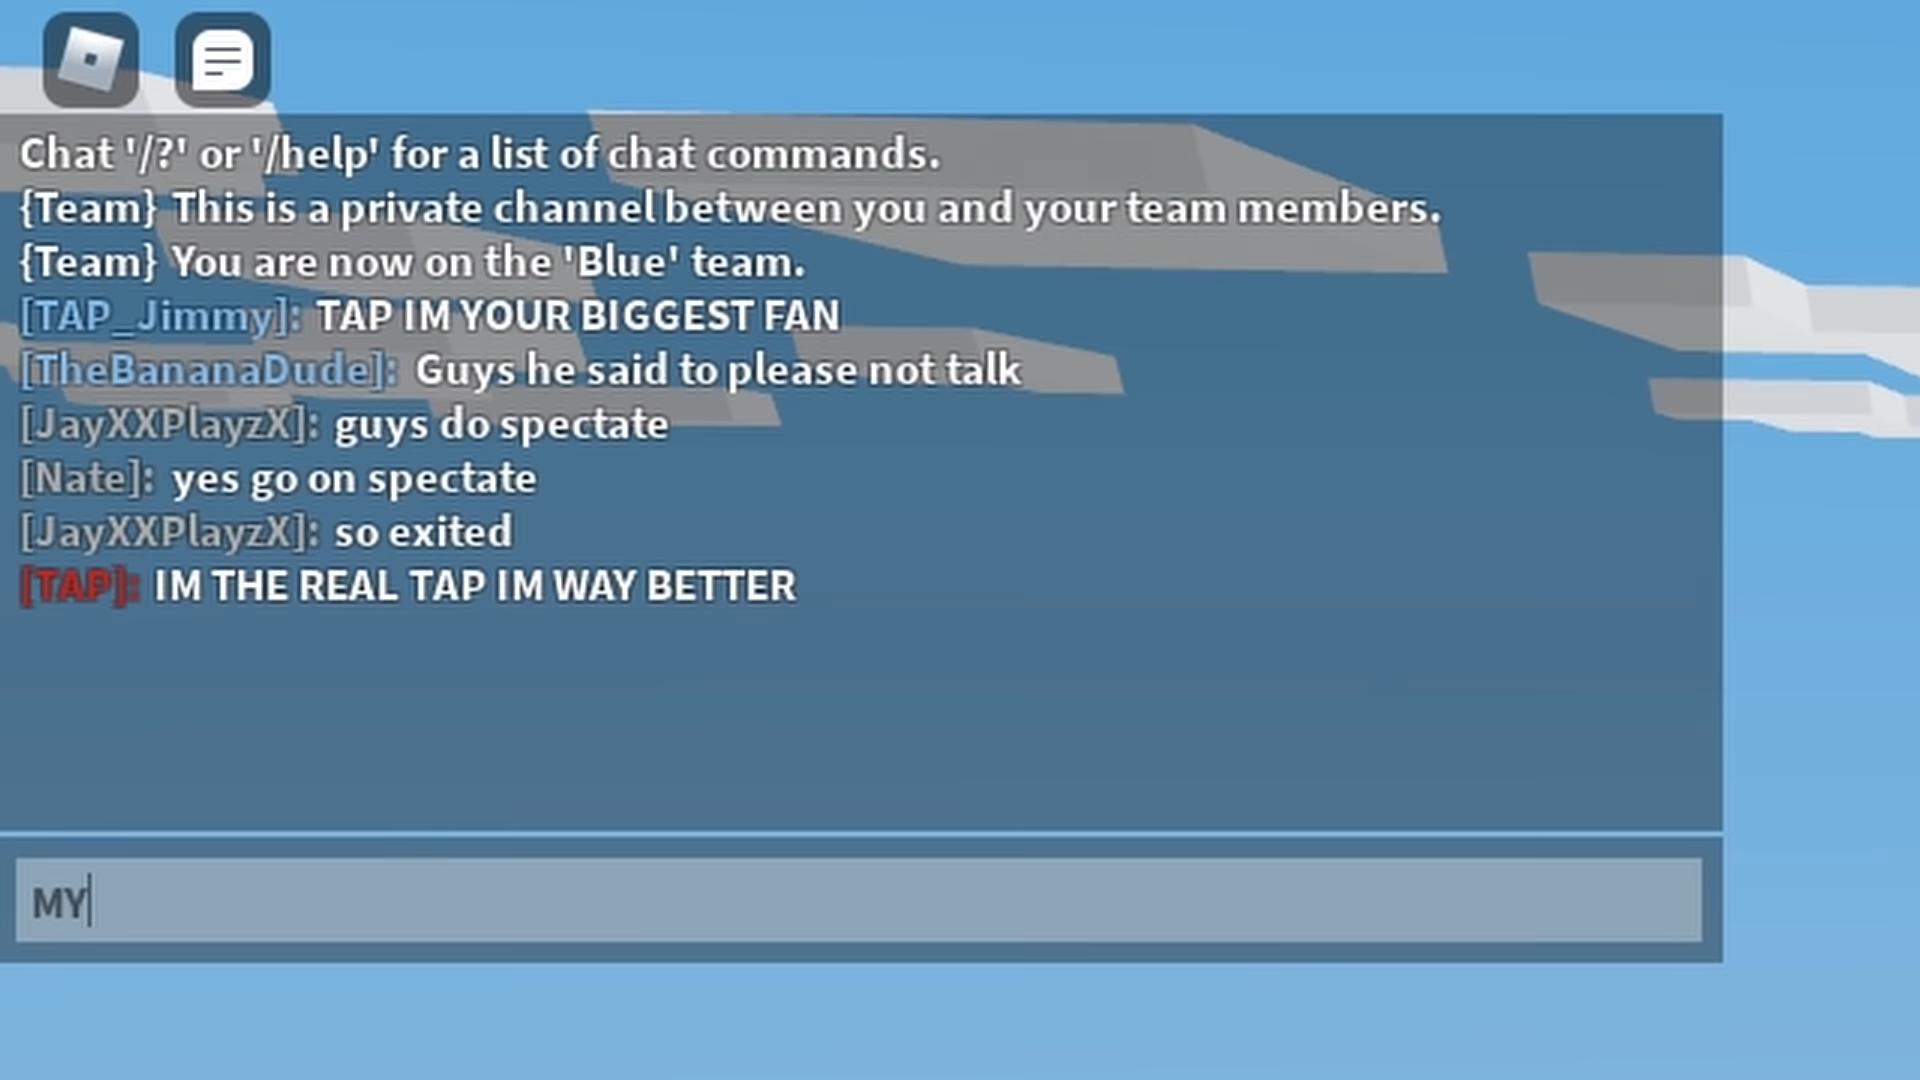 Chat '/?' or '/help' for a list of chat commands.
{Team} This is a private channel between you and your team members.
{Team} You are now on the 'Blue' team.
[TAP_Jimmy]: TAP IM YOUR BIGGEST FAN
[TheBananaDude]: Guys he said to please not talk
[JayXXPlayzX]: guys do spectate
[Nate]: yes go on spectate
[JayXXPlayzX]: so exited
[TAP]: IM THE REAL TAP IM WAY BETTER
MY